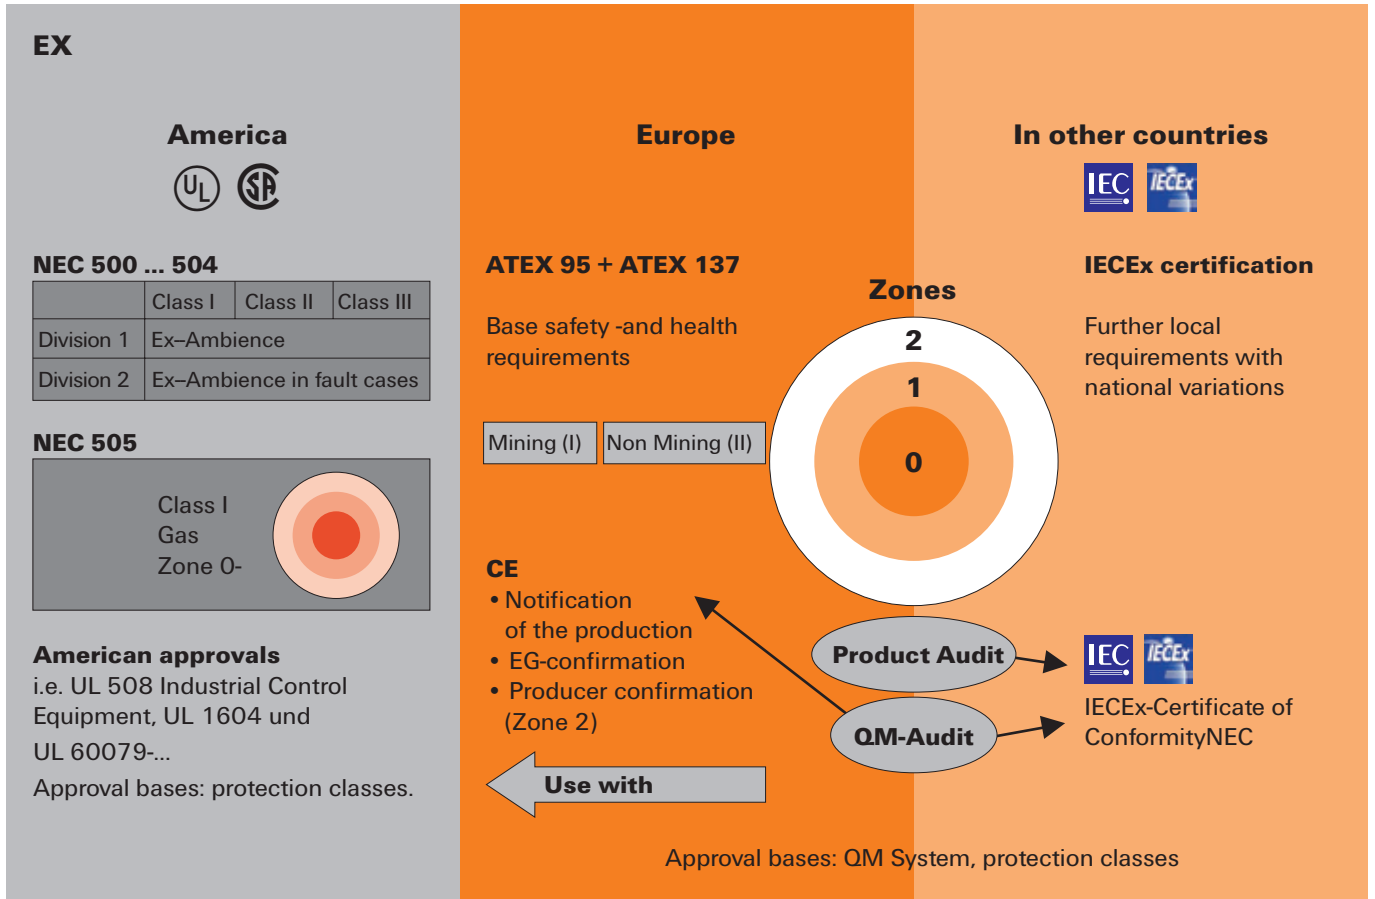 EX
America
UL
SA
NEC 500 ... 504
Class I
Class II
Class III
Division 1
Ex–Ambience
Division 2
Ex–Ambience in fault cases
NEC 505
Class I
Gas
Zone 0-
American approvals
i.e. UL 508 Industrial Control
Equipment, UL 1604 und
UL 60079-...
Approval bases: protection classes.
Europe
ATEX 95 + ATEX 137
Base safety -and health
requirements
Mining (I)
Non Mining (II)
CE
• Notification
of the production
• EG-confirmation
• Producer confirmation
(Zone 2)
Use with
Zones
2
1
0
Product Audit
QM-Audit
In other countries
IEC
IECEx
IECEx certification
Further local
requirements with
national variations
IEC
IECEx
IECEx-Certificate of
ConformityNEC
Approval bases: QM System, protection classes